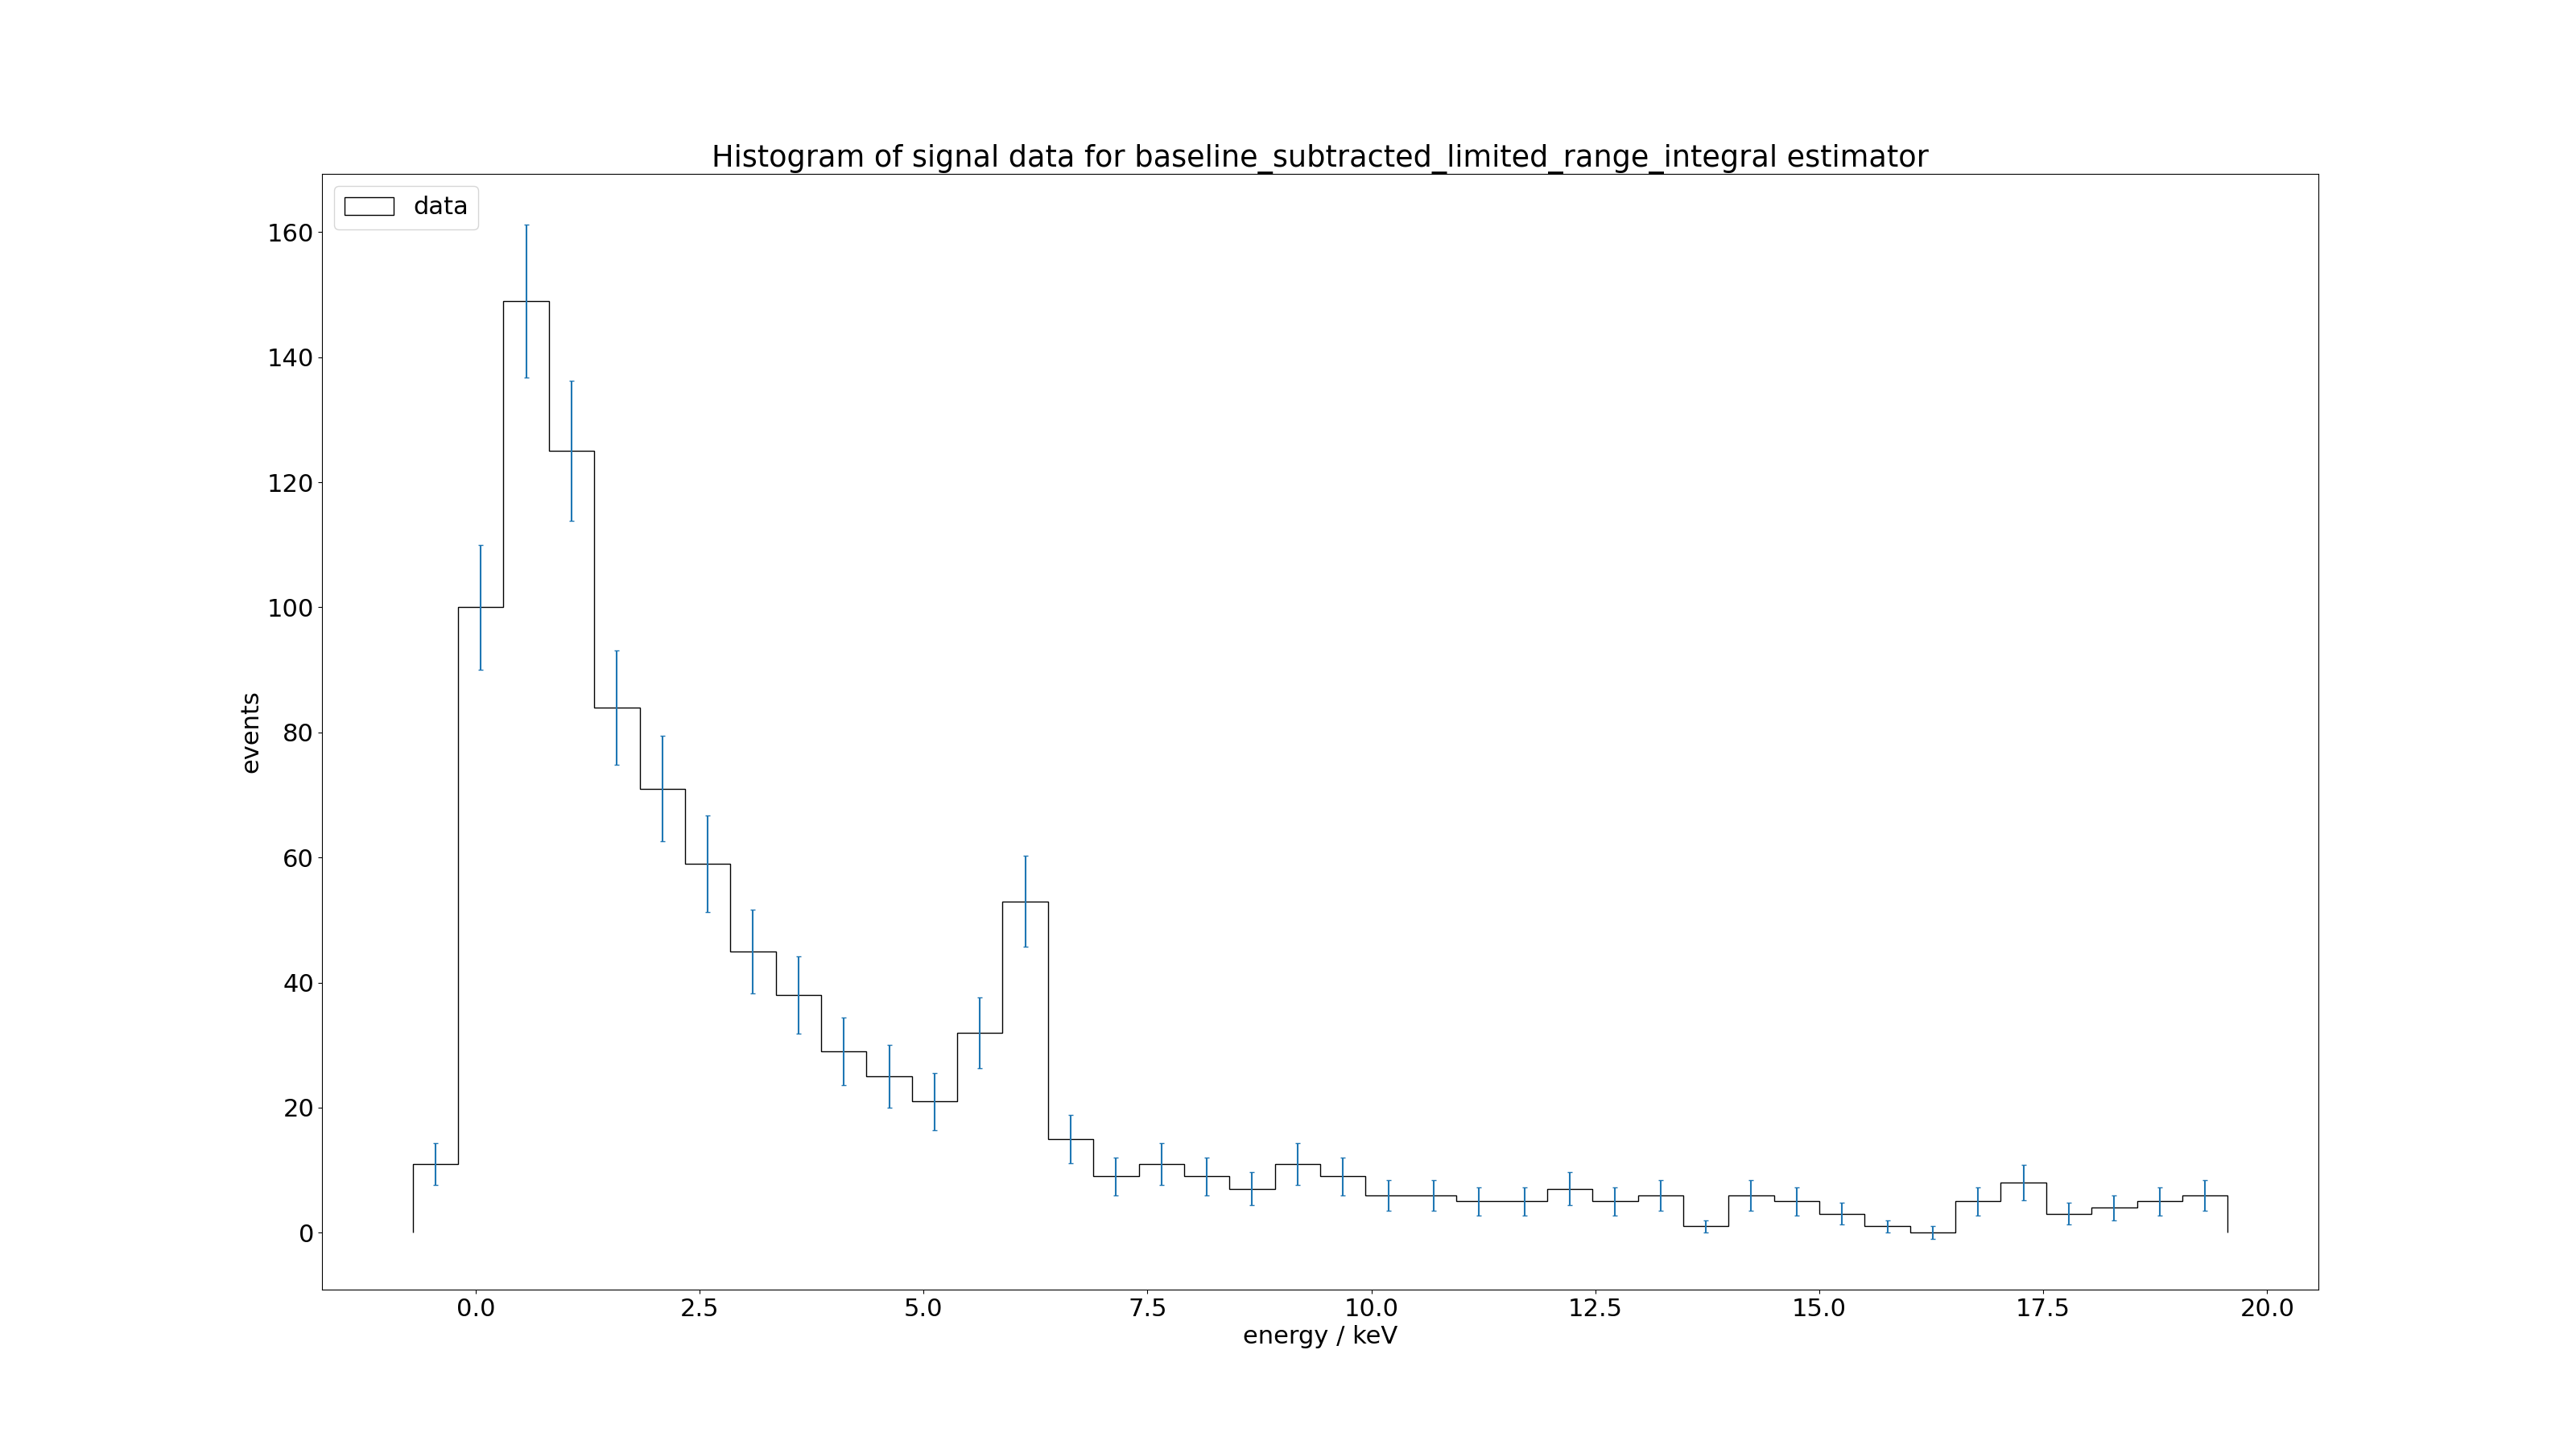 Histogram of signal data for baseline_subtracted_limited_range_integral estimator
data
160
140
120
100
80
60
40
20
0
events
0.0 2.5 5.0 7.5 10.0 12.5 15.0 17.5 20.0
energy / keV